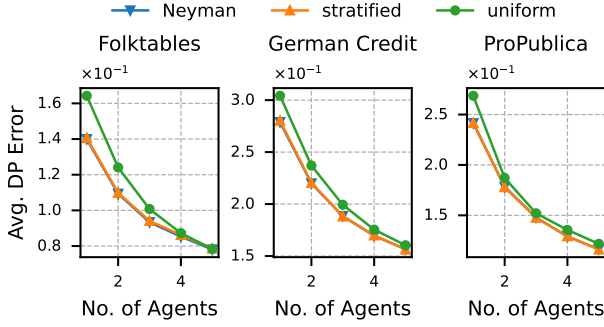 Neyman stratified uniform
Folktables German Credit ProPublica
×10⁻¹ ×10⁻¹ ×10⁻¹
Avg. DP Error
1.6
1.4
1.2
1.0
0.8
3.0
2.5
2.0
1.5
2.5
2.0
1.5
2 4 2 4 2 4
No. of Agents No. of Agents No. of Agents